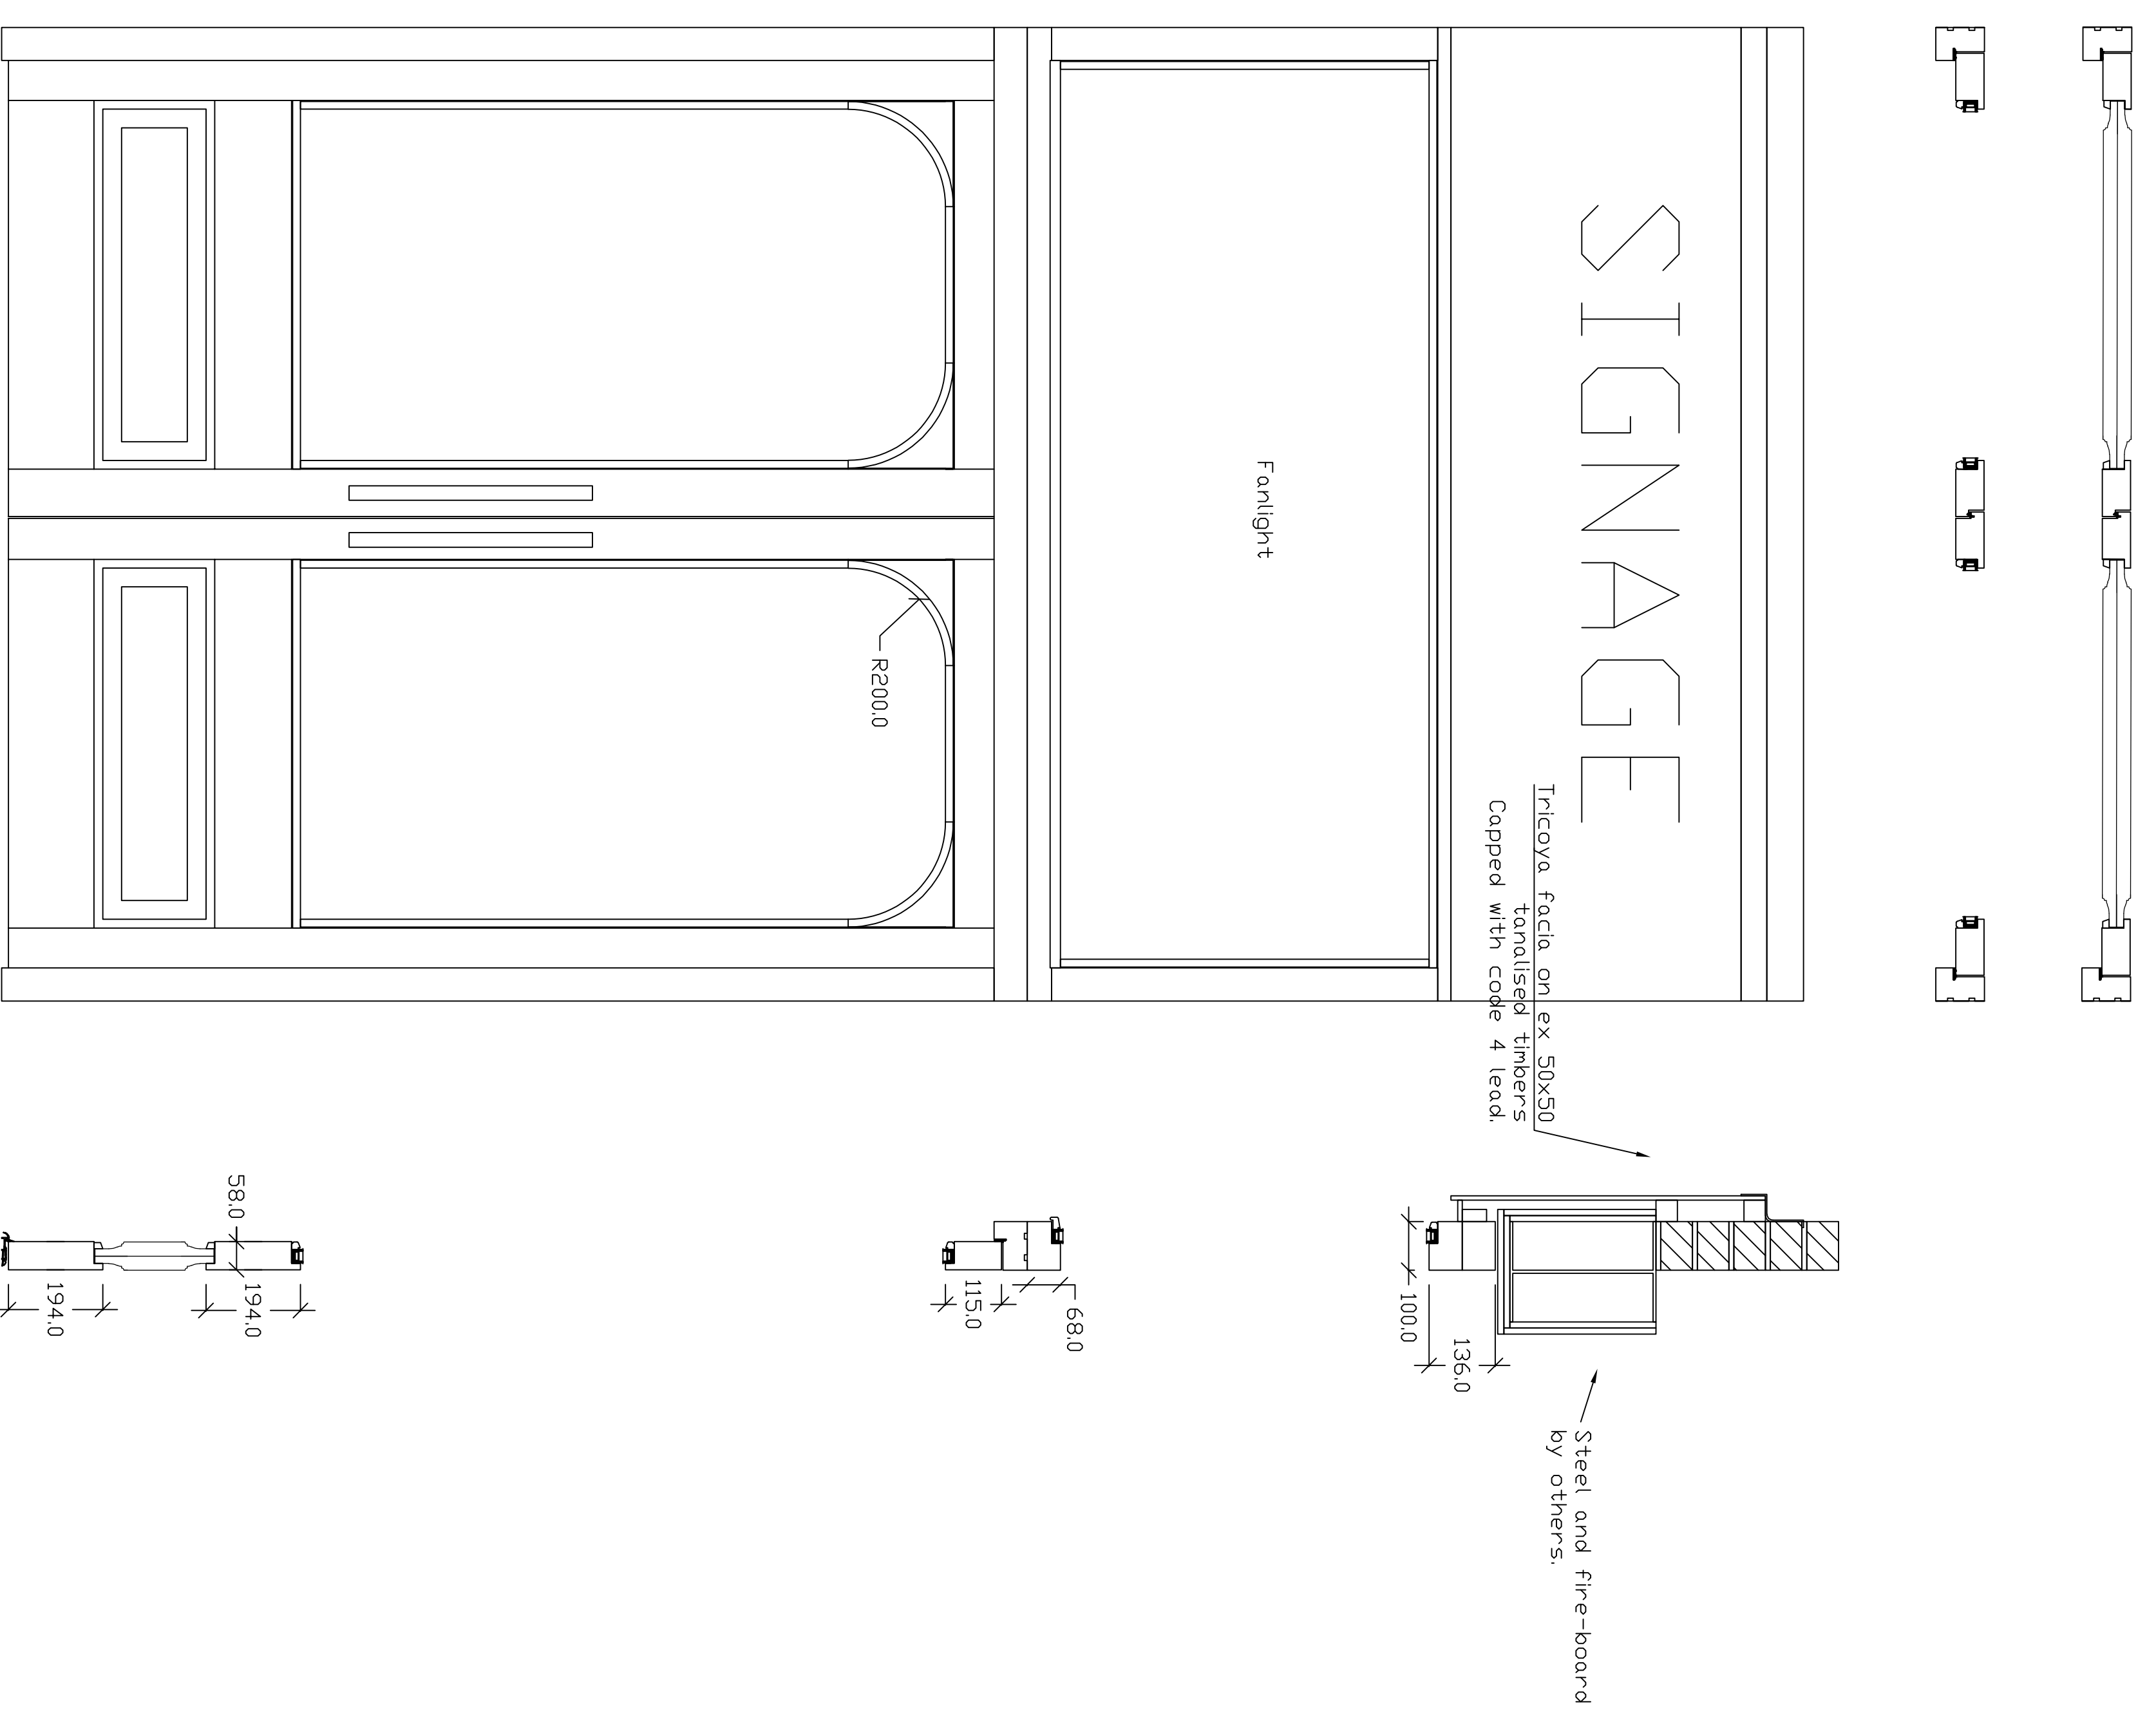 SIGNAGE
Tricoya facia on ex 50x50
tanalised timbers
Capped with code 4 lead.
Steel and fire-board
by others.
136.0
100.0
Fanlight
68.0
115.0
R200.0
58.0
194.0
194.0